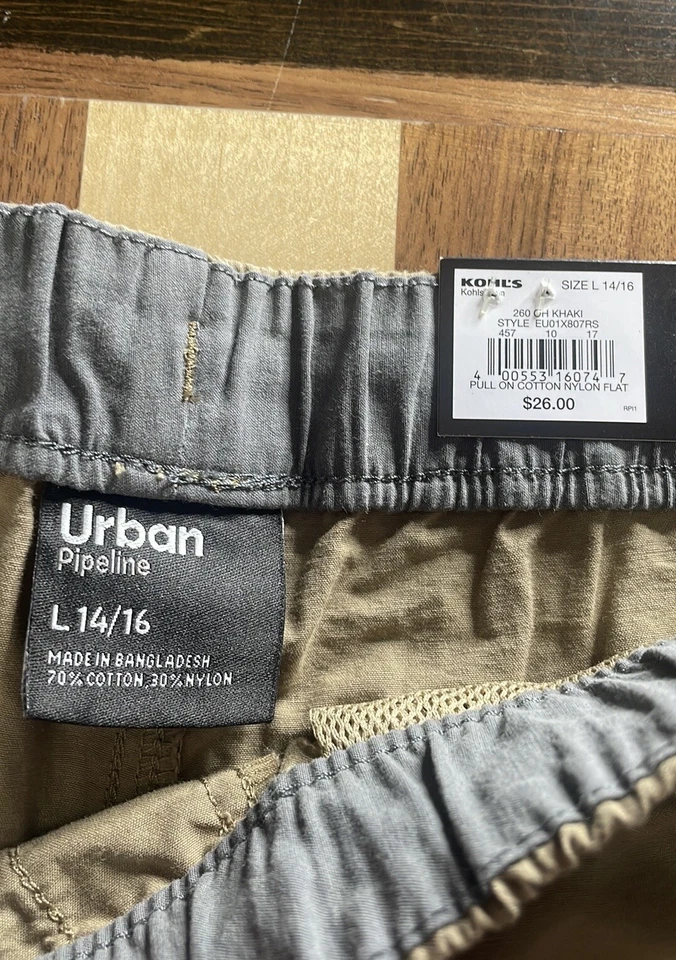 KOHL'S SIZE L 14/16
260 OH KHAKI
STYLE EU01X807RS
457 10 17
4 00553 16074 7
PULL ON COTTON NYLON FLAT
$26.00
RPI1
Urban
Pipeline
L 14/16
MADE IN BANGLADESH
70% COTTON, 30% NYLON